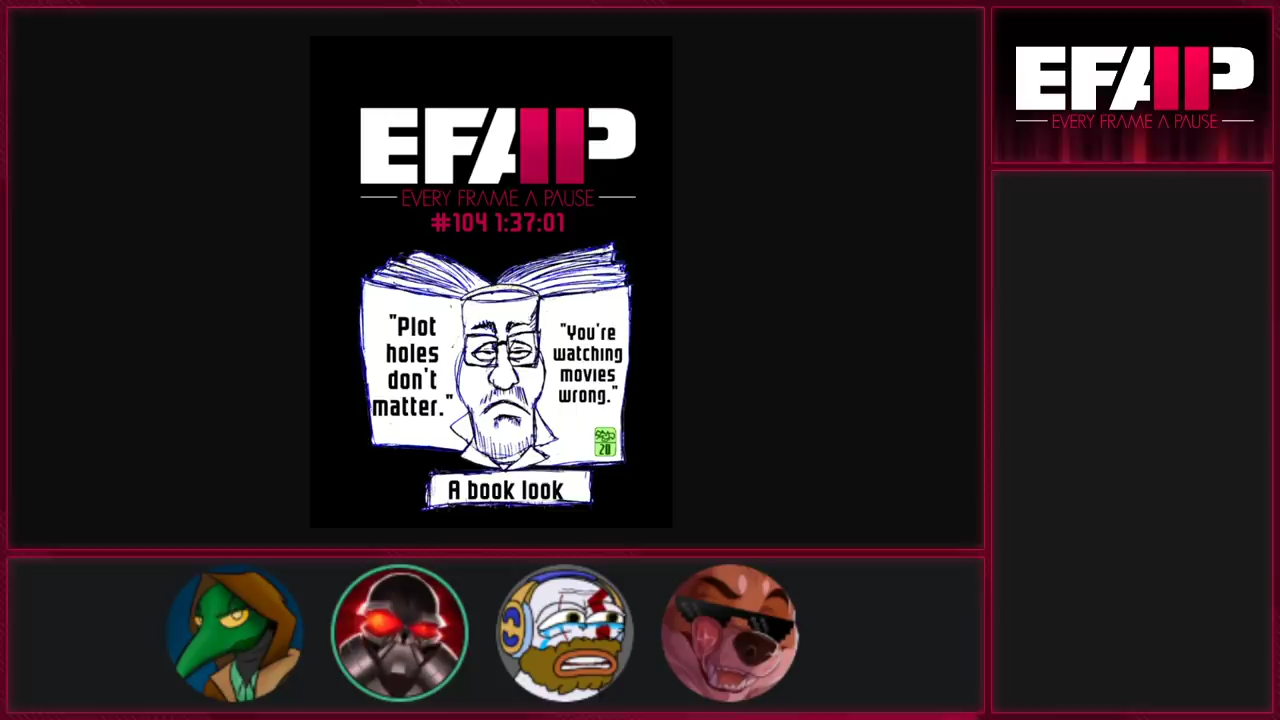 EFAP
EVERY FRAME A PAUSE
#104 1:37:01
"Plot
holes
don't
matter."
"You're
watching
movies
wrong."
20
A book look
EFAP
EVERY FRAME A PAUSE